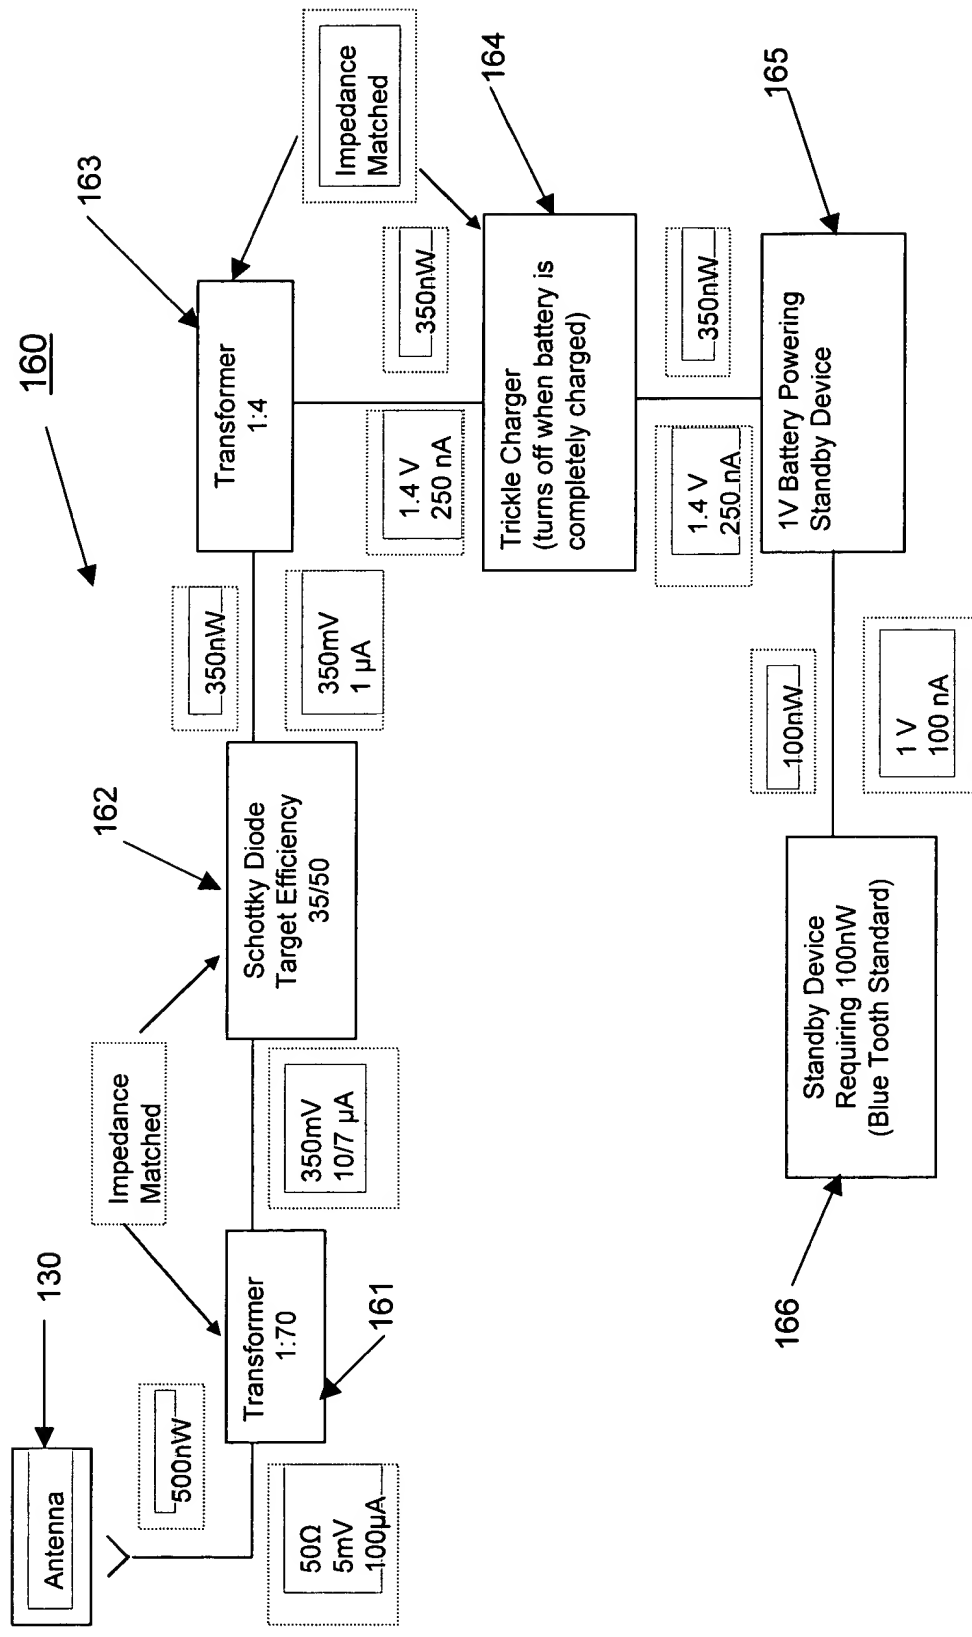 160
Antenna
130
500nW
50Ω
5mV
100μA
Transformer
1:70
161
Impedance
Matched
350mV
10/7 μA
Schottky Diode
Target Efficiency
35/50
162
350nW
350mV
1 μA
Transformer
1:4
163
Impedance
Matched
1.4 V
250 nA
350nW
Trickle Charger
(turns off when battery is
completely charged)
164
1.4 V
250 nA
350nW
1V Battery Powering
Standby Device
165
100nW
1 V
100 nA
Standby Device
Requiring 100nW
(Blue Tooth Standard)
166